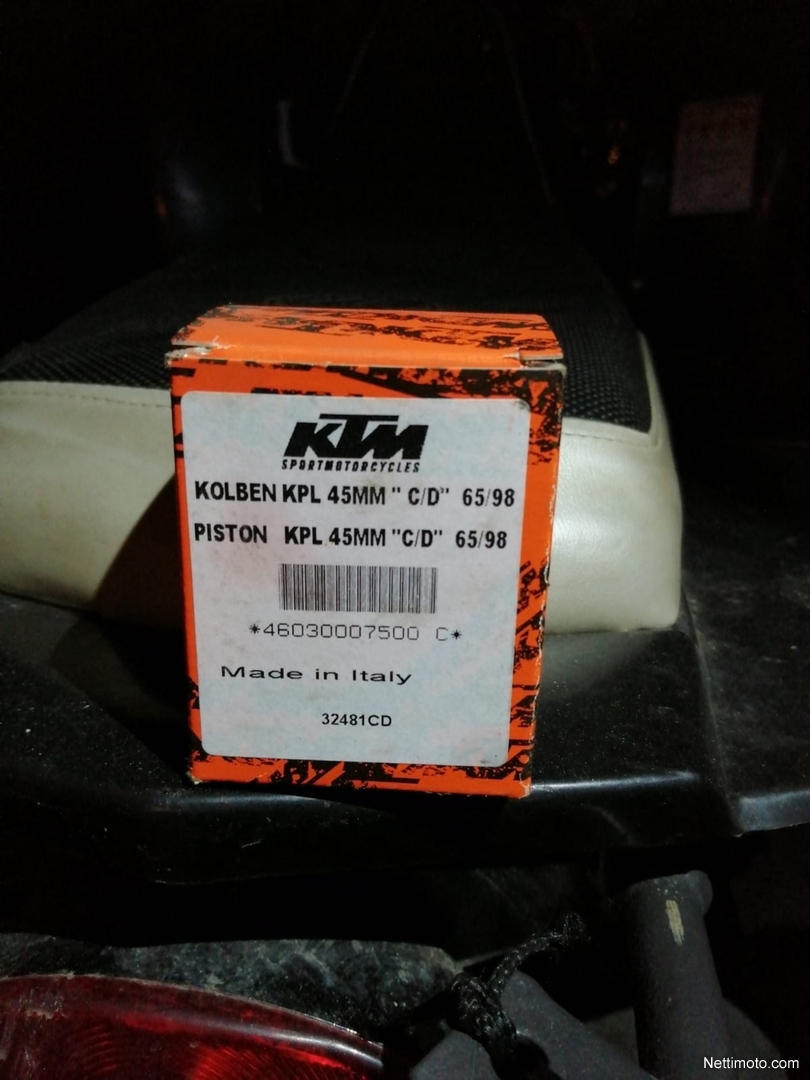 KTM
SPORTMOTORCYCLES
KOLBEN KPL 45MM " C/D" 65/98
PISTON KPL 45MM "C/D" 65/98
*46030007500 C*
Made in Italy
32481CD
Nettimoto.com